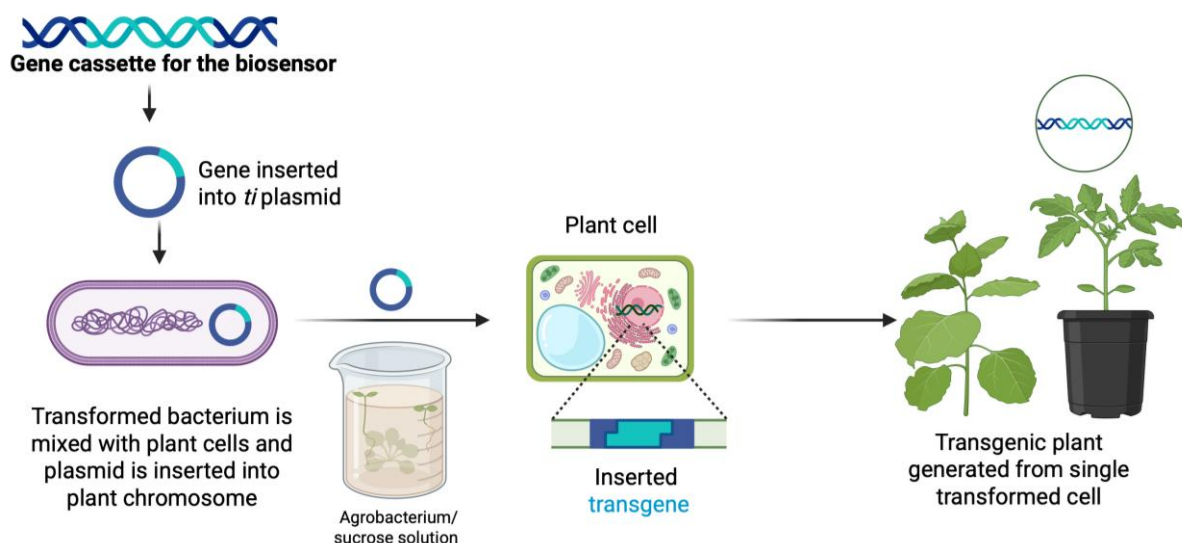 Gene cassette for the biosensor
Gene inserted
into ti plasmid
Transformed bacterium is
mixed with plant cells and
plasmid is inserted into
plant chromosome
Agrobacterium/
sucrose solution
Plant cell
Inserted
transgene
Transgenic plant
generated from single
transformed cell